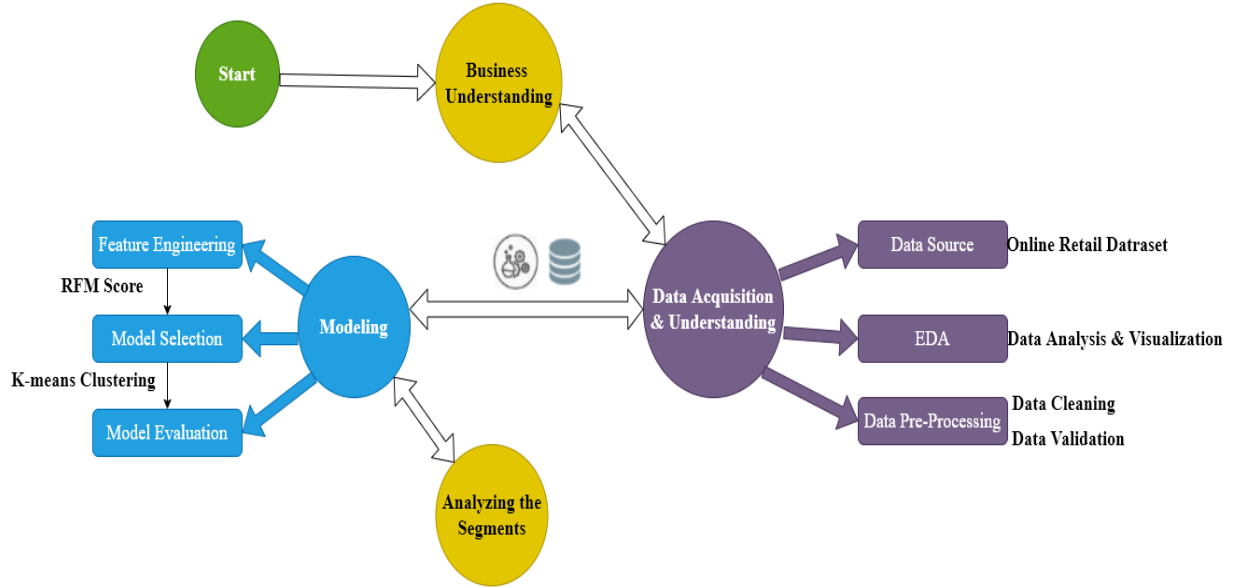 Start
Business
Understanding
Feature Engineering
RFM Score
Model Selection
K-means Clustering
Model Evaluation
Modeling
Data Acquisition
& Understanding
Data Source
Online Retail Datraset
EDA
Data Analysis & Visualization
Data Pre-Processing
Data Cleaning
Data Validation
Analyzing the
Segments